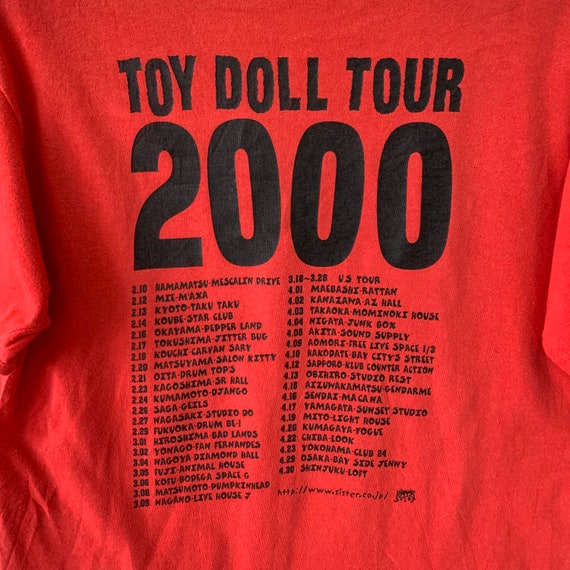 TOY DOLL TOUR
2000
2.10 HAMAMATSU-MESCALIN DRIVE
2.12 MIE-M'AXA
2.13 KYOTO-TAKU TAKU
2.14 KOUBE-STAR CLUB
2.16 OKAYAMA-PEPPER LAND
2.17 TOKUSHIMA-JITTER BUG
2.19 KOUCHI-CARYAN SARY
2.20 MATSUYAMA-SALON KITTY
2.21 OITA-DRUM TOPS
2.23 KAGOSHIMA-SR HALL
2.24 KUMAMOTO-DJANGO
2.26 SAGA-GEILS
2.27 NAGASAKI-STUDIO DO
2.29 FUKUOKA-DRUM BE-1
3.01 HIROSHIMA-BAD LANDS
3.02 YONAGO-FAN FERNANDES
3.04 NAGOYA-DIAMOND HALL
3.05 FUJI-ANIMAL HOUSE
3.06 KOFU-BODEGA SPACE G
3.08 MATSUMOTO-PUMPKINHEAD
3.09 NAGANO-LIVE HOUSE J
3.18~3.28 US TOUR
4.01 MAEBASHI-RATTAN
4.02 KANAZAWA-AZ HALL
4.03 TAKAOKA-MOMINOKI HOUSE
4.04 NIGATA-JUNK BOX
4.08 AKITA-SOUND SUPPLY
4.09 AOMORI-FREE LIVE SPACE 1/3
4.10 HAKODATE-BAY CITY'S STREET
4.12 SAPPORO-KLUB COUNTER ACTION
4.13 OBIHIRO-STUDIO REST
4.15 AIZUWAKAMATSU-GENDARME
4.16 SENDAI-MACANA
4.17 YAMAGATA-SUNSET STUDIO
4.19 MITO-LIGHT HOUSE
4.20 KUMAGAYA-VOGUE
4.22 CHIBA-LOOK
4.23 YOKOHAMA-CLUB 24
4.29 OSAKA-BAY SIDE JENNY
4.30 SHINJUKU-LOFT
http://www.sister.co.jp/